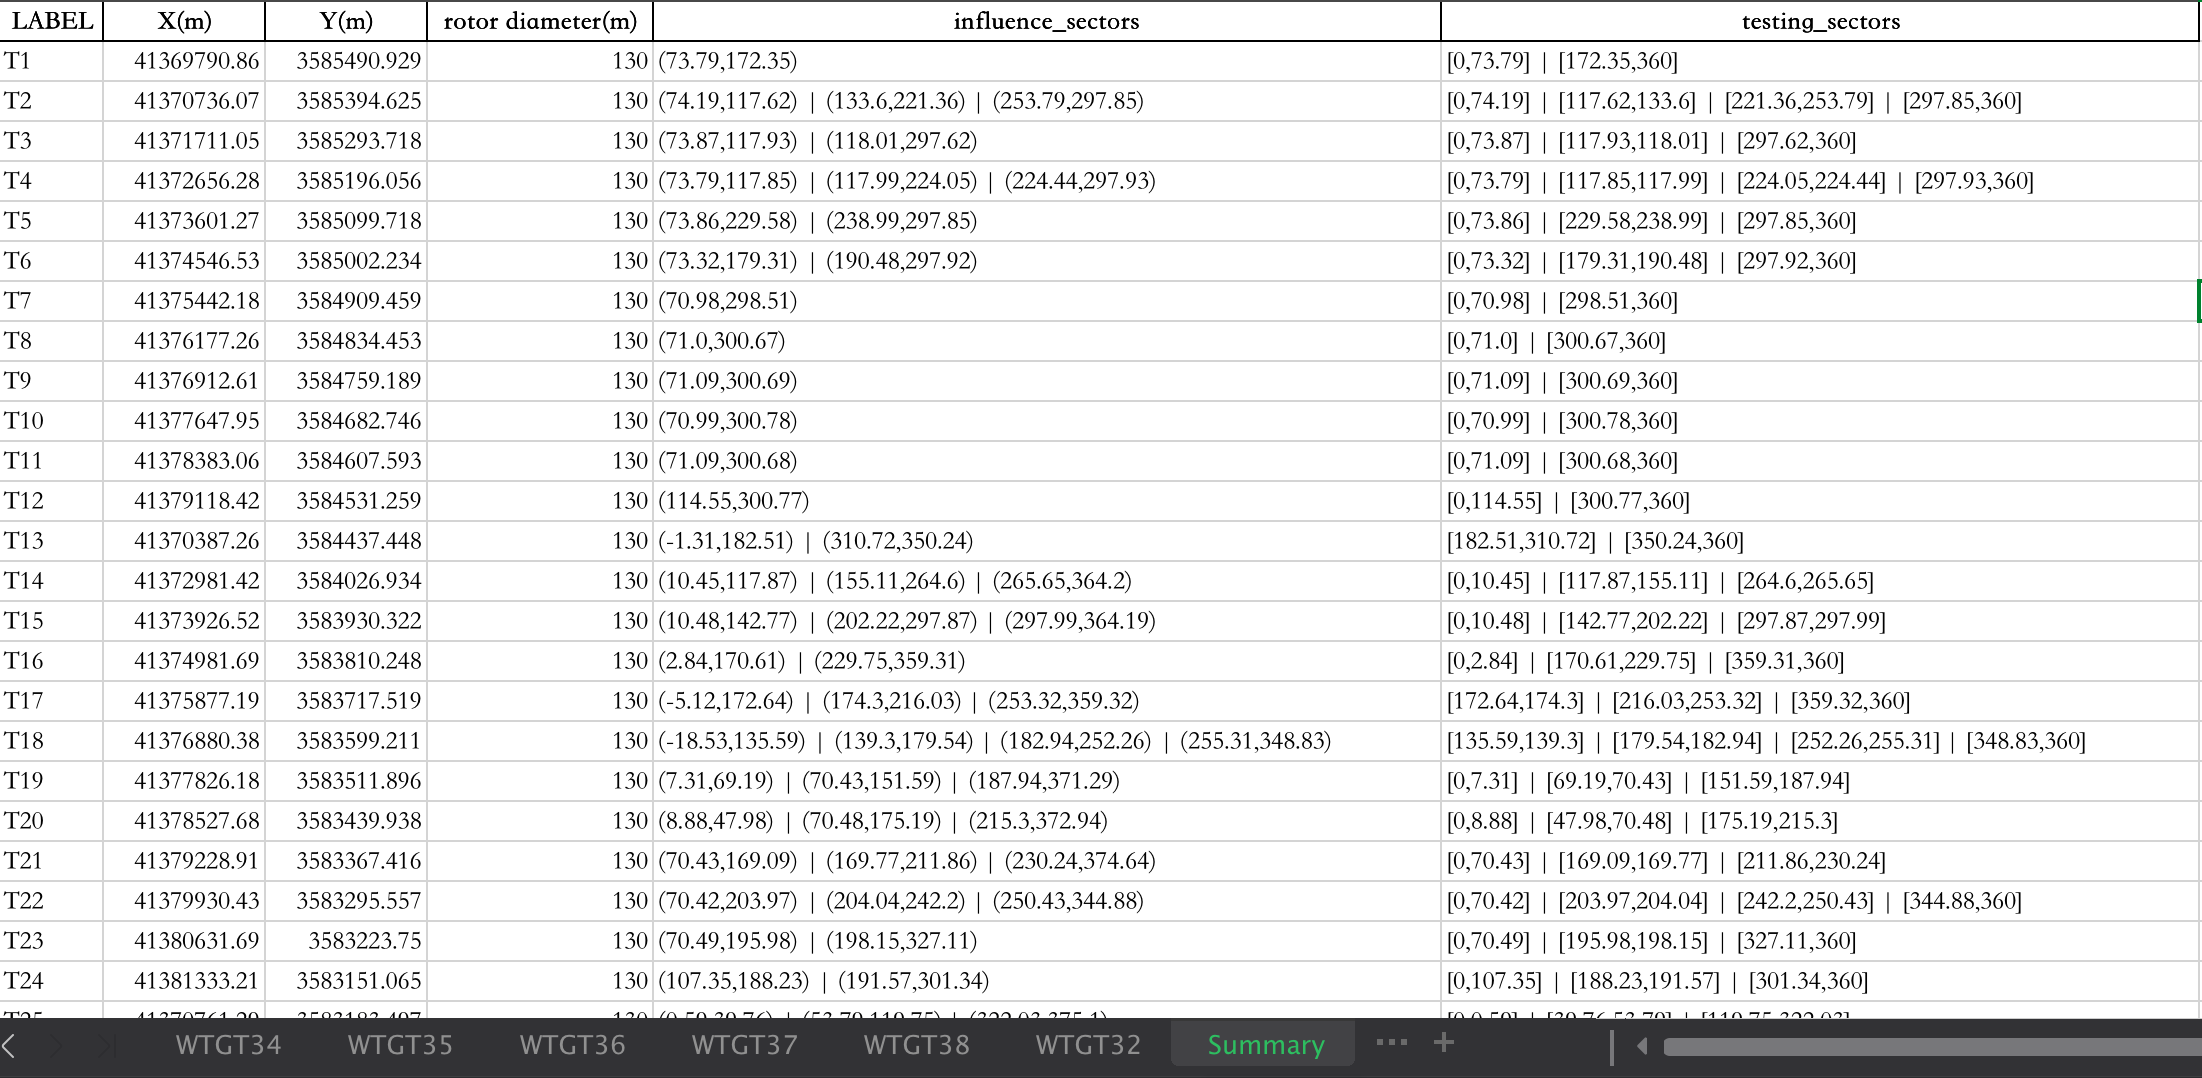 LABEL X(m) Y(m) rotor diameter(m) influence_sectors testing_sectors
T1 41369790.86 3585490.929 130 (73.79,172.35) [0,73.79] | [172.35,360]
T2 41370736.07 3585394.625 130 (74.19,117.62) | (133.6,221.36) | (253.79,297.85) [0,74.19] | [117.62,133.6] | [221.36,253.79] | [297.85,360]
T3 41371711.05 3585293.718 130 (73.87,117.93) | (118.01,297.62) [0,73.87] | [117.93,118.01] | [297.62,360]
T4 41372656.28 3585196.056 130 (73.79,117.85) | (117.99,224.05) | (224.44,297.93) [0,73.79] | [117.85,117.99] | [224.05,224.44] | [297.93,360]
T5 41373601.27 3585099.718 130 (73.86,229.58) | (238.99,297.85) [0,73.86] | [229.58,238.99] | [297.85,360]
T6 41374546.53 3585002.234 130 (73.32,179.31) | (190.48,297.92) [0,73.32] | [179.31,190.48] | [297.92,360]
T7 41375442.18 3584909.459 130 (70.98,298.51) [0,70.98] | [298.51,360]
T8 41376177.26 3584834.453 130 (71.0,300.67) [0,71.0] | [300.67,360]
T9 41376912.61 3584759.189 130 (71.09,300.69) [0,71.09] | [300.69,360]
T10 41377647.95 3584682.746 130 (70.99,300.78) [0,70.99] | [300.78,360]
T11 41378383.06 3584607.593 130 (71.09,300.68) [0,71.09] | [300.68,360]
T12 41379118.42 3584531.259 130 (114.55,300.77) [0,114.55] | [300.77,360]
T13 41370387.26 3584437.448 130 (-1.31,182.51) | (310.72,350.24) [182.51,310.72] | [350.24,360]
T14 41372981.42 3584026.934 130 (10.45,117.87) | (155.11,264.6) | (265.65,364.2) [0,10.45] | [117.87,155.11] | [264.6,265.65]
T15 41373926.52 3583930.322 130 (10.48,142.77) | (202.22,297.87) | (297.99,364.19) [0,10.48] | [142.77,202.22] | [297.87,297.99]
T16 41374981.69 3583810.248 130 (2.84,170.61) | (229.75,359.31) [0,2.84] | [170.61,229.75] | [359.31,360]
T17 41375877.19 3583717.519 130 (-5.12,172.64) | (174.3,216.03) | (253.32,359.32) [172.64,174.3] | [216.03,253.32] | [359.32,360]
T18 41376880.38 3583599.211 130 (-18.53,135.59) | (139.3,179.54) | (182.94,252.26) | (255.31,348.83) [135.59,139.3] | [179.54,182.94] | [252.26,255.31] | [348.83,360]
T19 41377826.18 3583511.896 130 (7.31,69.19) | (70.43,151.59) | (187.94,371.29) [0,7.31] | [69.19,70.43] | [151.59,187.94]
T20 41378527.68 3583439.938 130 (8.88,47.98) | (70.48,175.19) | (215.3,372.94) [0,8.88] | [47.98,70.48] | [175.19,215.3]
T21 41379228.91 3583367.416 130 (70.43,169.09) | (169.77,211.86) | (230.24,374.64) [0,70.43] | [169.09,169.77] | [211.86,230.24]
T22 41379930.43 3583295.557 130 (70.42,203.97) | (204.04,242.2) | (250.43,344.88) [0,70.42] | [203.97,204.04] | [242.2,250.43] | [344.88,360]
T23 41380631.69 3583223.75 130 (70.49,195.98) | (198.15,327.11) [0,70.49] | [195.98,198.15] | [327.11,360]
T24 41381333.21 3583151.065 130 (107.35,188.23) | (191.57,301.34) [0,107.35] | [188.23,191.57] | [301.34,360]
WTGT34 WTGT35 WTGT36 WTGT37 WTGT38 WTGT32 Summary ••• +